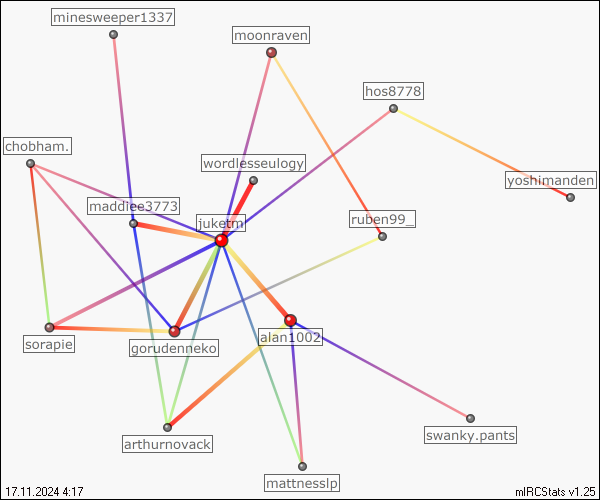 minesweeper1337
moonraven
hos8778
chobham.
wordlesseulogy
yoshimanden
maddiee3773
juketm
ruben99_
sorapie
gorudenneko
alan1002
arthurnovack
swanky.pants
mattnesslp
17.11.2024 4:17
mIRCStats v1.25